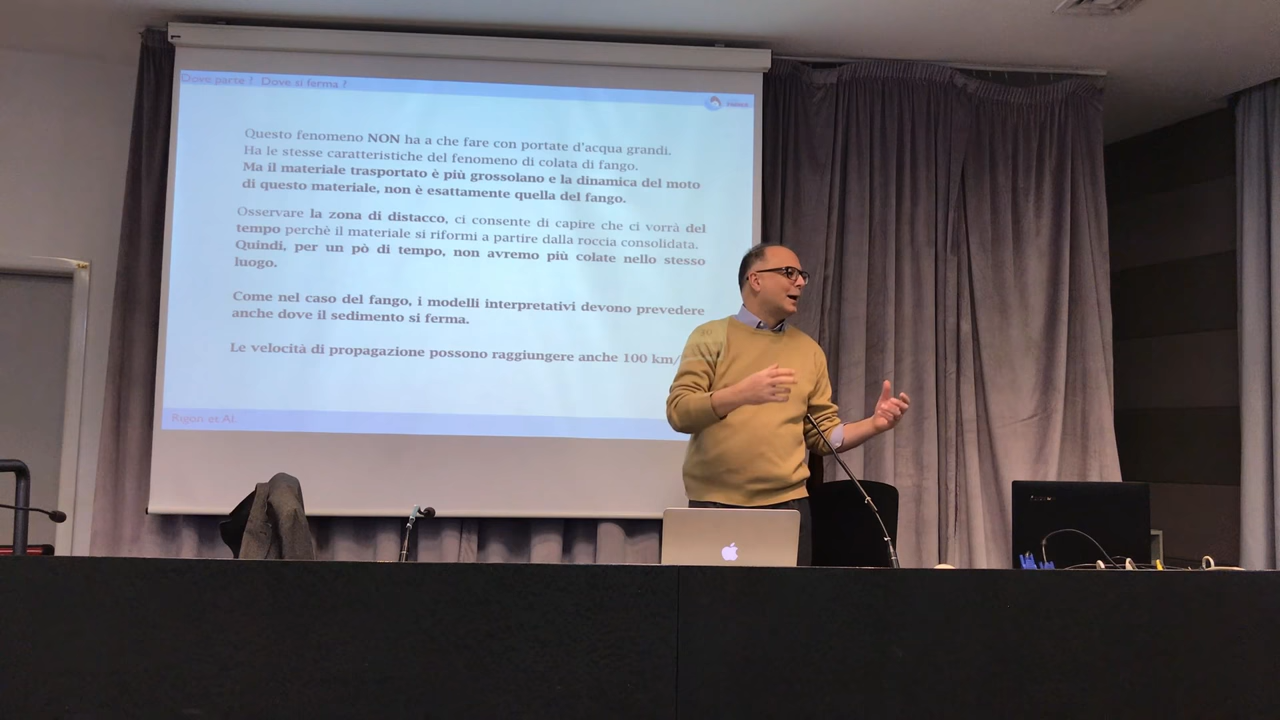 Dove parte ? Dove si ferma ?
Questo fenomeno NON ha a che fare con portate d'acqua grandi.
Ha le stesse caratteristiche del fenomeno di colata di fango.
Ma il materiale trasportato è più grossolano e la dinamica del moto
di questo materiale, non è esattamente quella del fango.
Osservare la zona di distacco, ci consente di capire che ci vorrà del
tempo perchè il materiale si riformi a partire dalla roccia consolidata.
Quindi, per un pò di tempo, non avremo più colate nello stesso
luogo.
Come nel caso del fango, i modelli interpretativi devono prevedere
anche dove il sedimento si ferma.
Le velocità di propagazione possono raggiungere anche 100 km/
Rigon et Al.